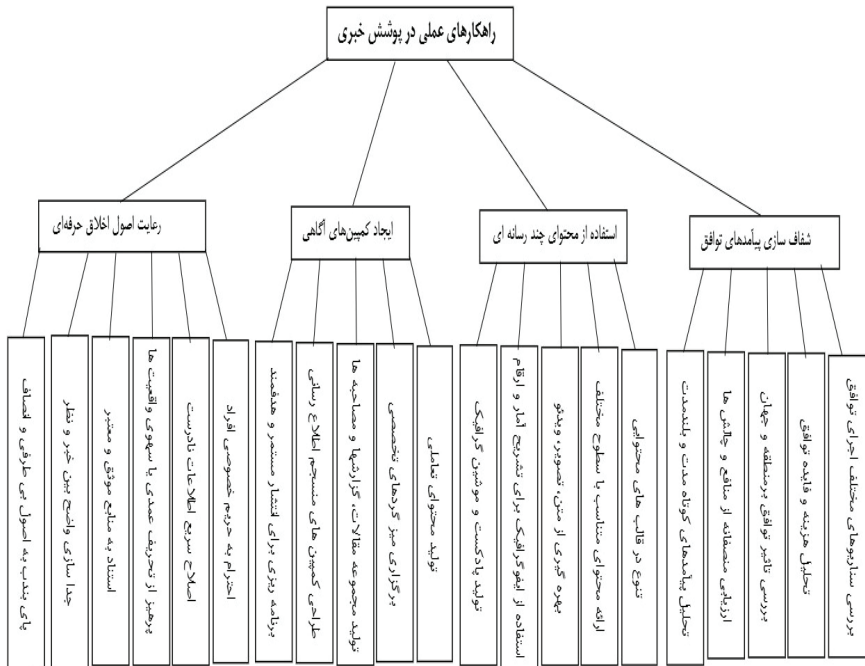 راهکارهای عملی در پوشش خبری
شفاف سازی پیآمدهای توافق
بررسی سناریوهای مختلف اجرای توافق
تحلیل هزینه و فایده توافق
بررسی تاثیر توافق برمنطقه و جهان
ارزیابی منصفانه از منافع و چالش ها
تحلیل پیآمدهای کوتاه مدت و بلندمدت
استفاده از محتوای چند رسانه ای
تنوع در قالب های محتوایی
ارائه محتوای متناسب با سطوح مختلف
بهره گیری از متن، تصویر، ویدئو
استفاده از ایفوگرافیک برای تشریح آمار و ارقام
تولید پادکست و موشین گرافیک
ایجاد کمپین‌های آگاهی
تولید محتوای تعاملی
برگزاری میز گردهای تخصصی
تولید مجموعه مقالات، گزارشها و مصاحبه ها
طراحی کمپین های منسجم اطلاع رسانی
برنامه ریزی برای انتشار مستمر و هدفمند
رعایت اصول اخلاق حرفه‌ای
احترام به حریم خصوصی افراد
اصلاح سریع اطلاعات نادرست
پرهیز از تحریف عمدی یا سهوی واقعیت ها
استناد به منابع موثق و معتبر
جدا سازی واضح بین خبر و نظر
پای بندب به اصول بی طرفی و انصاف